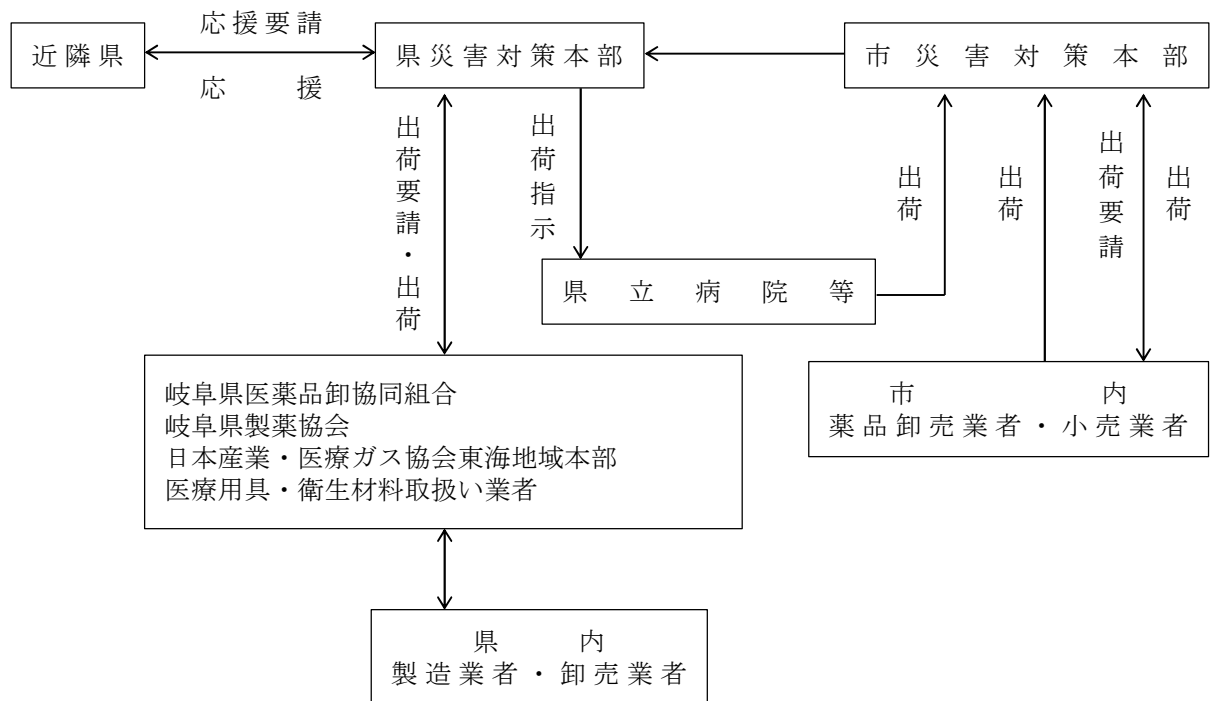 応援要請
近隣県
県災害対策本部
市災害対策本部
応援
出荷要請・出荷
出荷指示
出荷
出荷
出荷要請
出荷
県立病院等
岐阜県医薬品卸協同組合
岐阜県製薬協会
日本産業・医療ガス協会東海地域本部
医療用具・衛生材料取扱い業者
市内
薬品卸売業者・小売業者
県内
製造業者・卸売業者